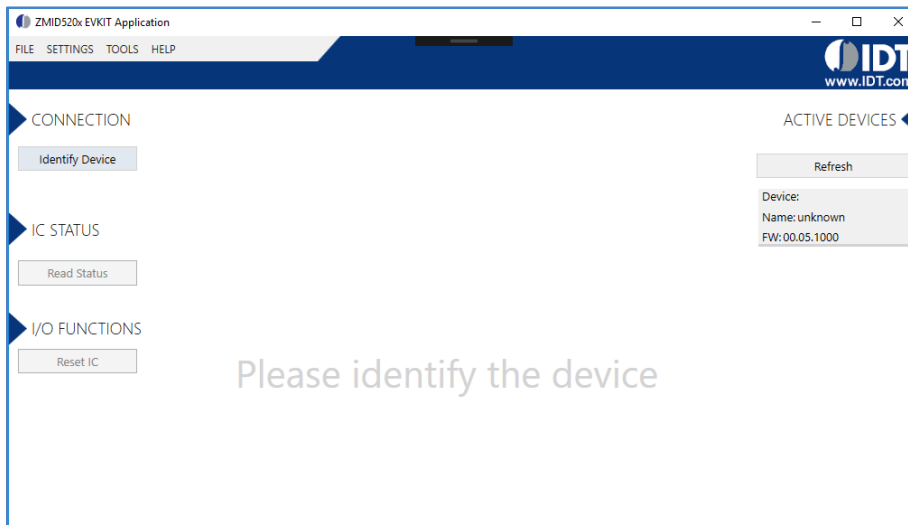 ZMID520x EVKIT Application
FILE SETTINGS TOOLS HELP
IDT
www.IDT.com
CONNECTION
Identify Device
IC STATUS
Read Status
I/O FUNCTIONS
Reset IC
Please identify the device
ACTIVE DEVICES
Refresh
Device:
Name: unknown
FW: 00.05.1000